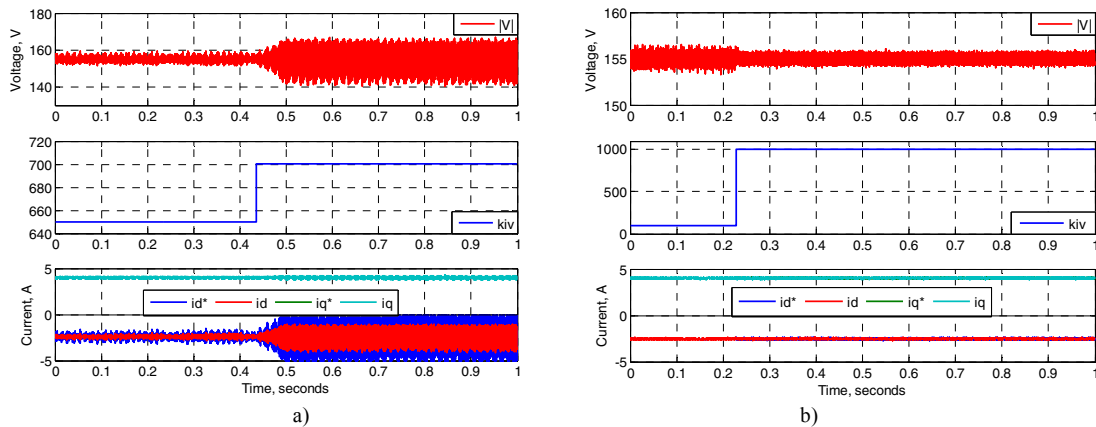 180
160
140
Voltage, V
|V|
0 0.1 0.2 0.3 0.4 0.5 0.6 0.7 0.8 0.9 1
720
700
680
660
640
kiv
0 0.1 0.2 0.3 0.4 0.5 0.6 0.7 0.8 0.9 1
5
0
-5
Current, A
id* id iq* iq
0 0.1 0.2 0.3 0.4 0.5 0.6 0.7 0.8 0.9 1
Time, seconds
a)
160
155
150
Voltage, V
|V|
0 0.1 0.2 0.3 0.4 0.5 0.6 0.7 0.8 0.9 1
1000
500
0
kiv
0 0.1 0.2 0.3 0.4 0.5 0.6 0.7 0.8 0.9 1
5
0
-5
Current, A
id* id iq* iq
0 0.1 0.2 0.3 0.4 0.5 0.6 0.7 0.8 0.9 1
Time, seconds
b)